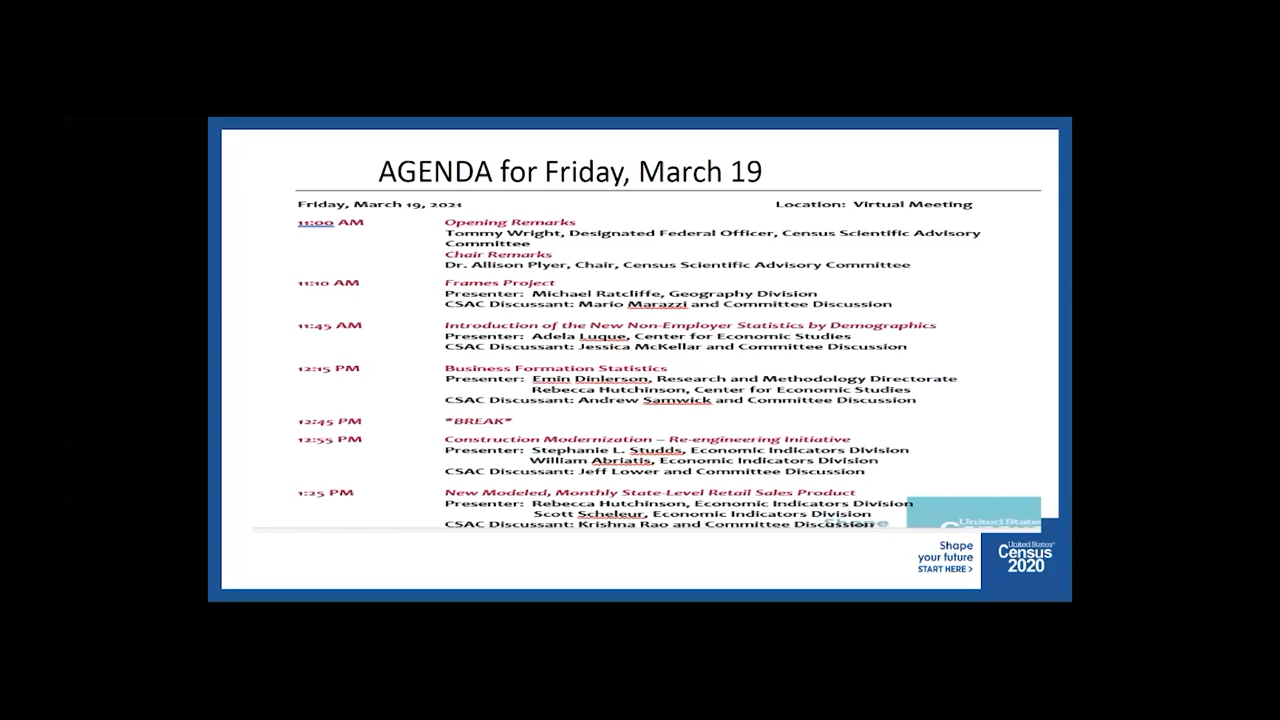 AGENDA for Friday, March 19
Friday, March 19, 2021 Location: Virtual Meeting
11:00 AM Opening Remarks
Tommy Wright, Designated Federal Officer, Census Scientific Advisory
Committee
Chair Remarks
Dr. Allison Plyer, Chair, Census Scientific Advisory Committee
11:10 AM Frames Project
Presenter: Michael Ratcliffe, Geography Division
CSAC Discussant: Mario Marazzi and Committee Discussion
11:45 AM Introduction of the New Non-Employer Statistics by Demographics
Presenter: Adela Luque, Center for Economic Studies
CSAC Discussant: Jessica McKellar and Committee Discussion
12:15 PM Business Formation Statistics
Presenter: Emin Dinlerson, Research and Methodology Directorate
Rebecca Hutchinson, Center for Economic Studies
CSAC Discussant: Andrew Samwick and Committee Discussion
12:45 PM *BREAK*
12:55 PM Construction Modernization – Re-engineering Initiative
Presenter: Stephanie L. Studds, Economic Indicators Division
William Abriatis, Economic Indicators Division
CSAC Discussant: Jeff Lower and Committee Discussion
1:25 PM New Modeled, Monthly State-Level Retail Sales Product
Presenter: Rebecca Hutchinson, Economic Indicators Division
Scott Scheleur, Economic Indicators Division
CSAC Discussant: Krishna Rao and Committee Discussion
Shape
United State
Shape
your future
START HERE >
United States®
Census
2020